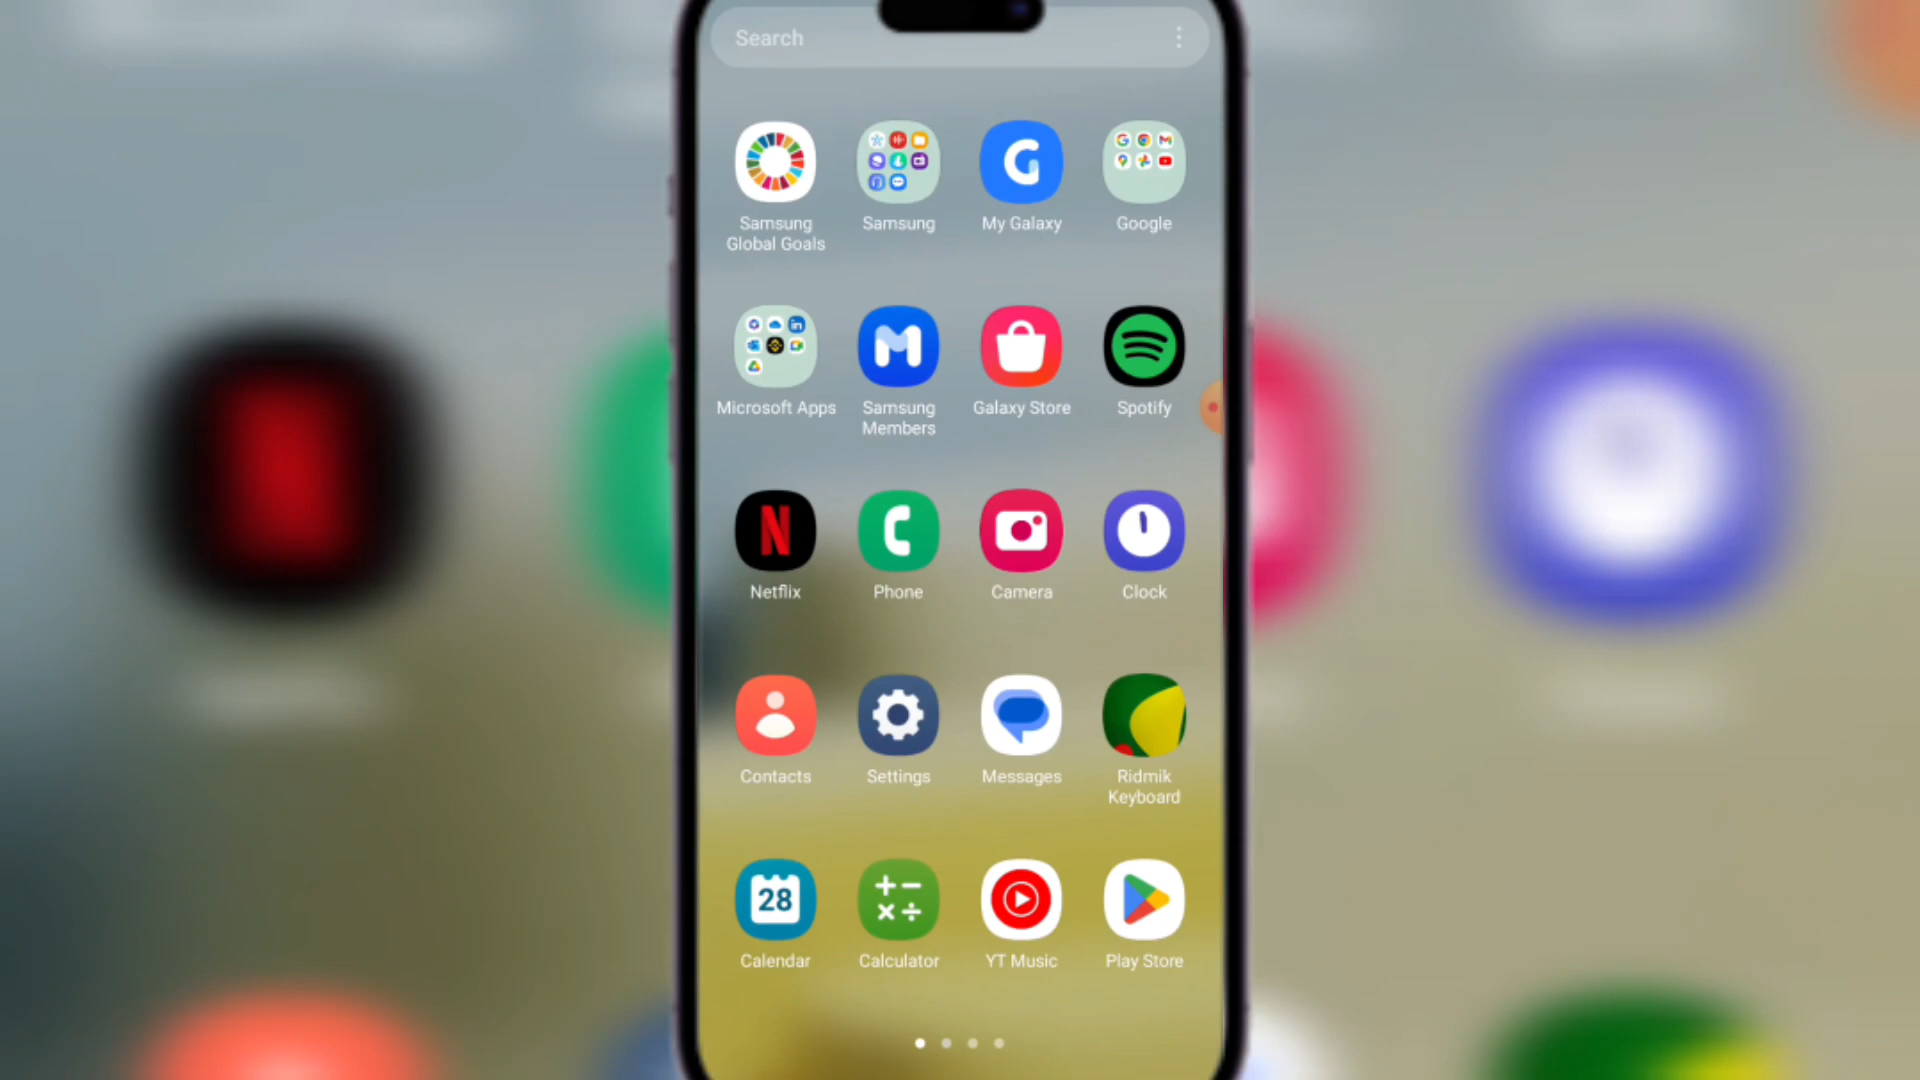 Search
Samsung
Global Goals
Samsung
My Galaxy
Google
Microsoft Apps
Samsung
Members
Galaxy Store
Spotify
Netflix
Phone
Camera
Clock
Contacts
Settings
Messages
Ridmik
Keyboard
28
Calendar
Calculator
YT Music
Play Store